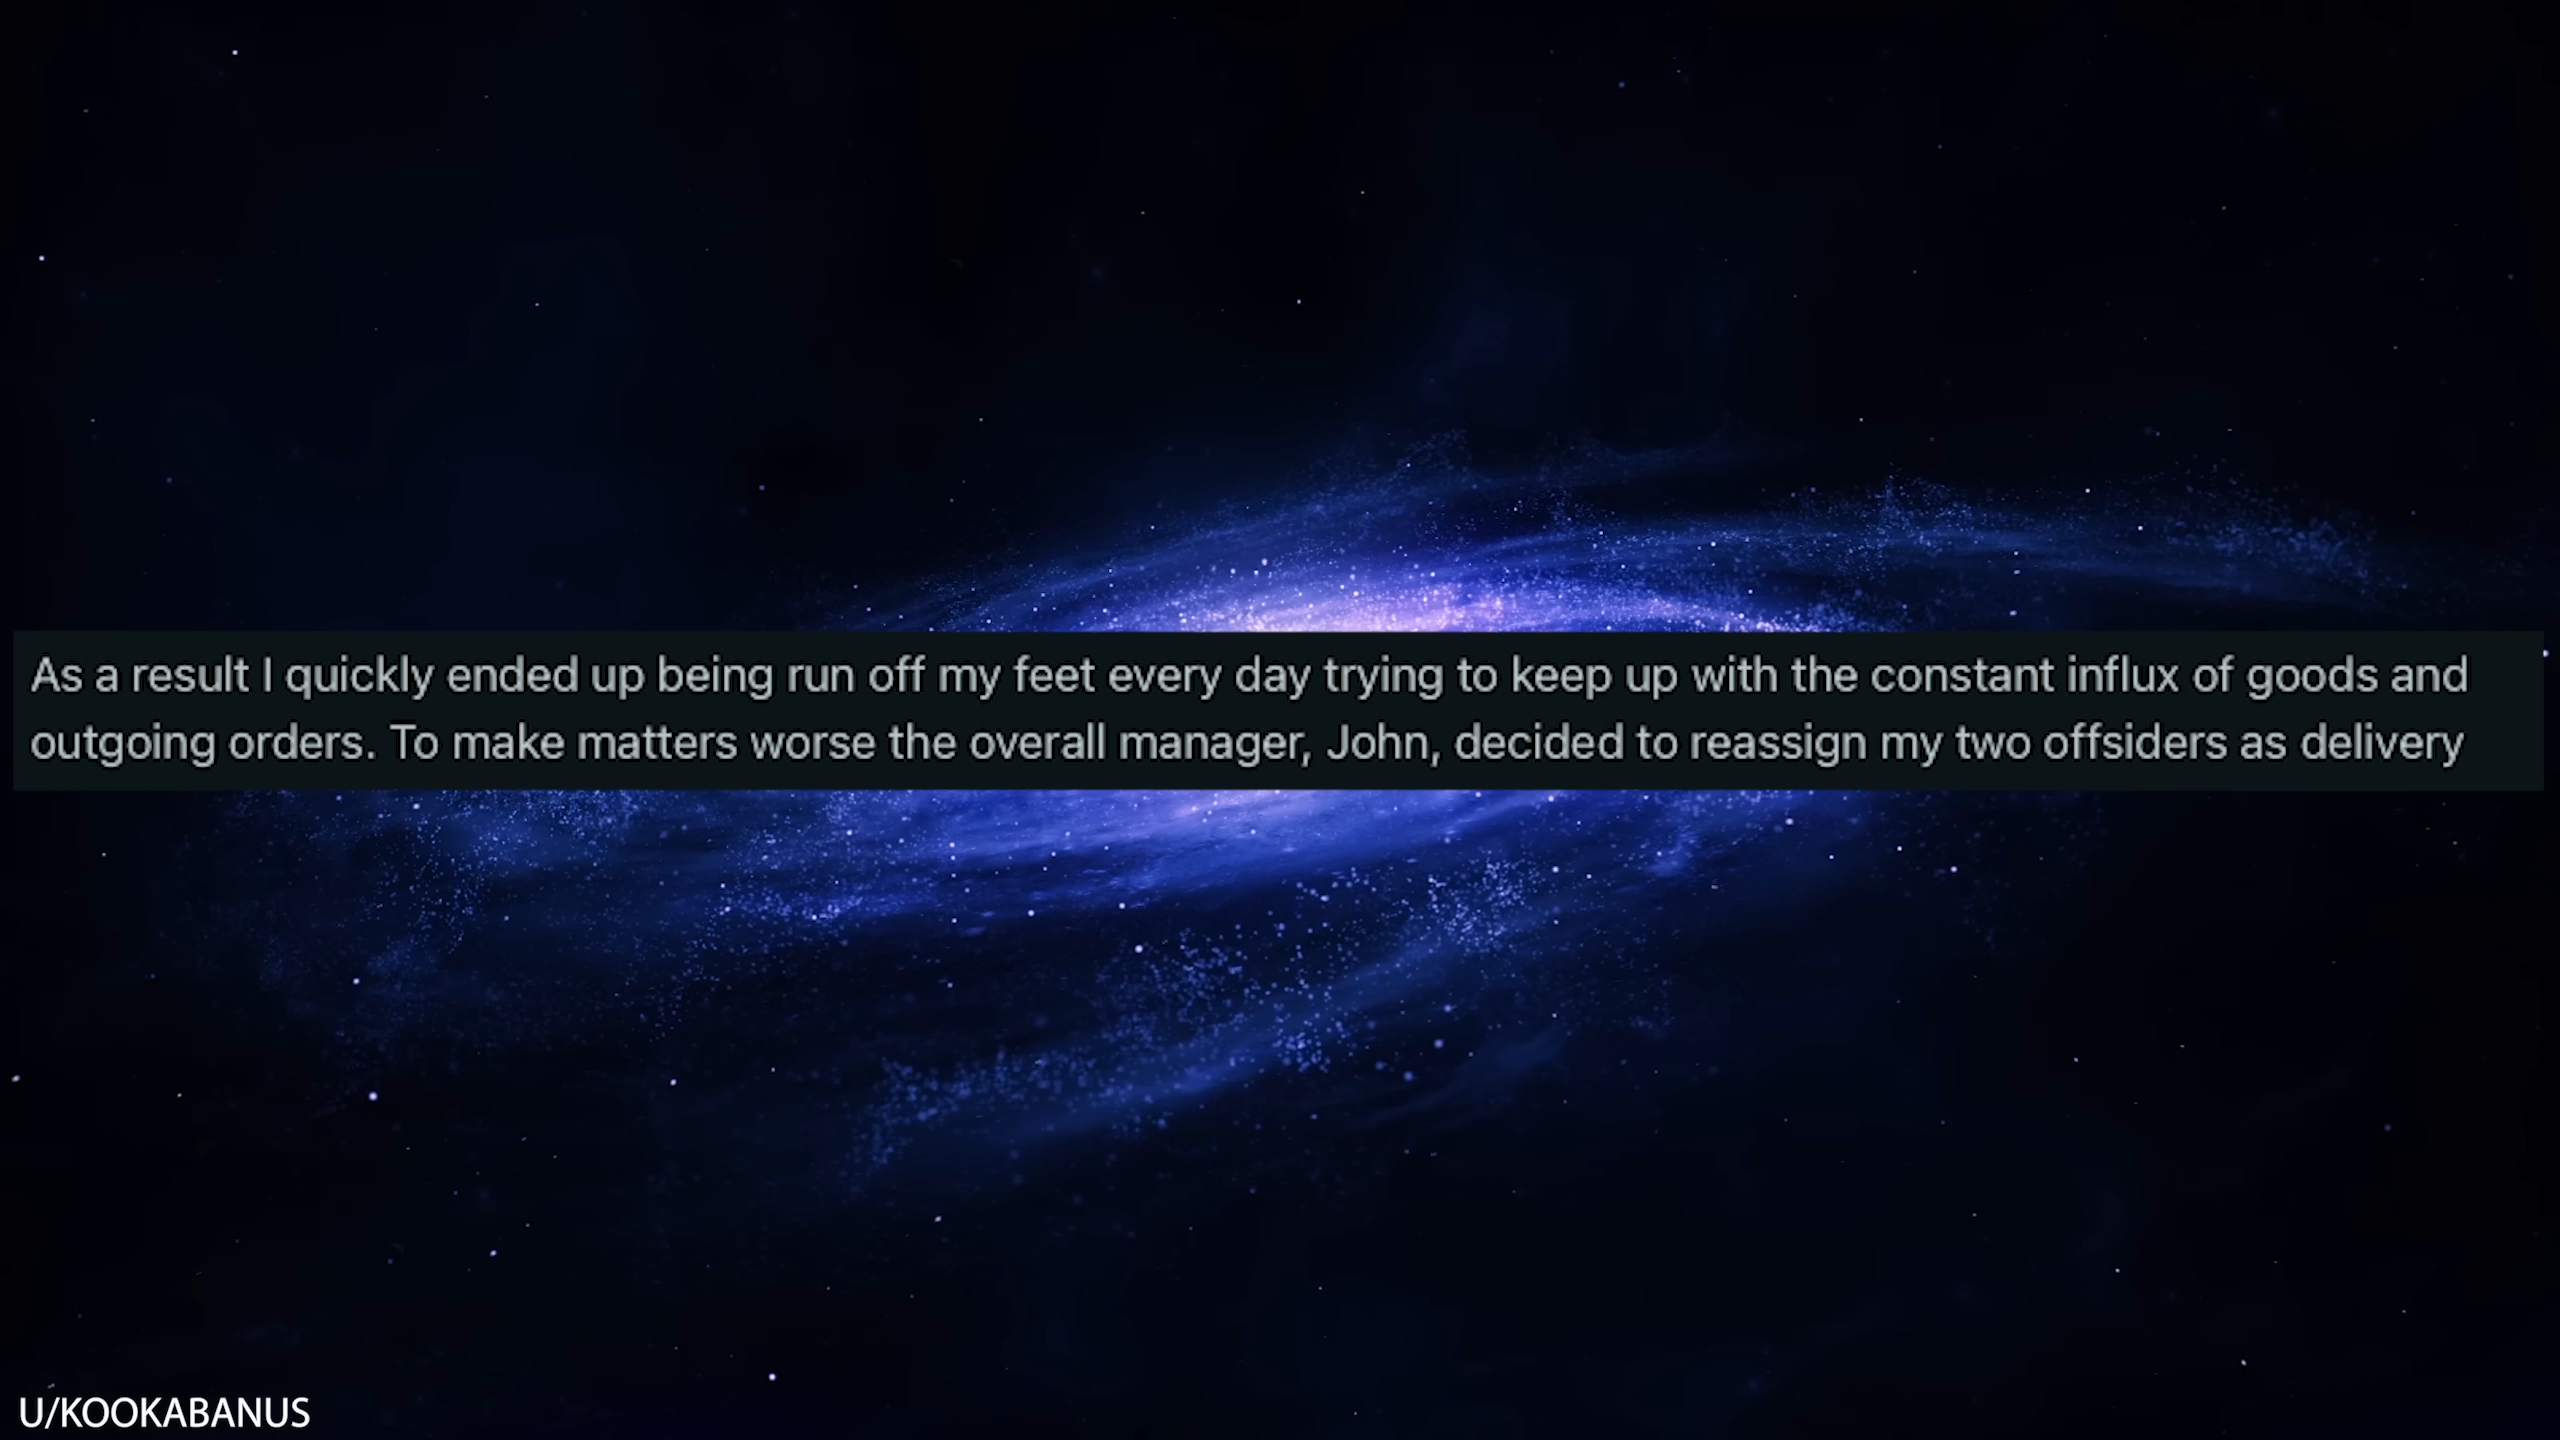 As a result I quickly ended up being run off my feet every day trying to keep up with the constant influx of goods and
outgoing orders. To make matters worse the overall manager, John, decided to reassign my two offsiders as delivery
U/KOOKABANUS